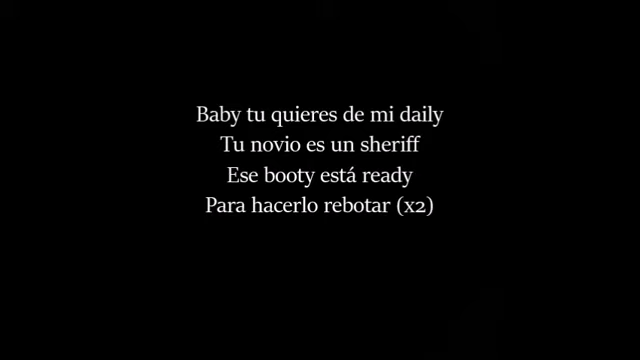 Baby tu quieres de mi daily
Tu novio es un sheriff
Ese booty está ready
Para hacerlo rebotar (x2)